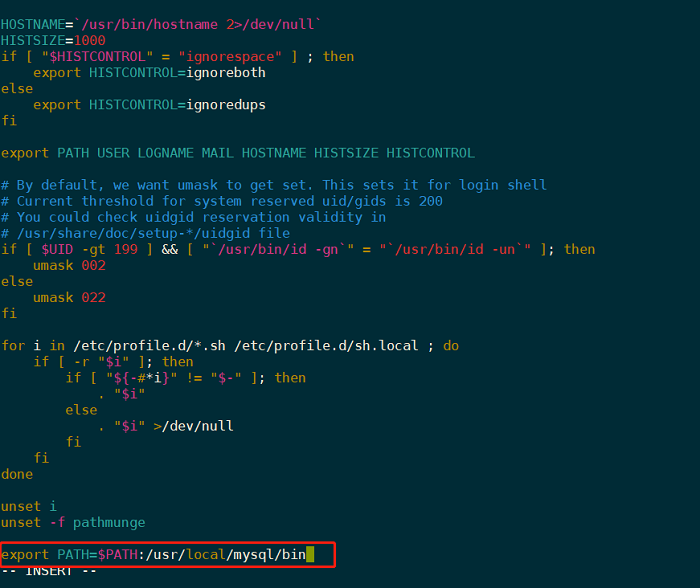 HOSTNAME=`/usr/bin/hostname 2>/dev/null`
HISTSIZE=1000
if [ "$HISTCONTROL" = "ignorespace" ] ; then
    export HISTCONTROL=ignoreboth
else
    export HISTCONTROL=ignoredups
fi

export PATH USER LOGNAME MAIL HOSTNAME HISTSIZE HISTCONTROL

# By default, we want umask to get set. This sets it for login shell
# Current threshold for system reserved uid/gids is 200
# You could check uidgid reservation validity in
# /usr/share/doc/setup-*/uidgid file
if [ $UID -gt 199 ] && [ "`/usr/bin/id -gn`" = "`/usr/bin/id -un`" ]; then
    umask 002
else
    umask 022
fi

for i in /etc/profile.d/*.sh /etc/profile.d/sh.local ; do
    if [ -r "$i" ]; then
        if [ "${-#*i}" != "$-" ]; then
            . "$i"
        else
            . "$i" >/dev/null
        fi
    fi
done

unset i
unset -f pathmunge

export PATH=$PATH:/usr/local/mysql/bin
-- INSERT --